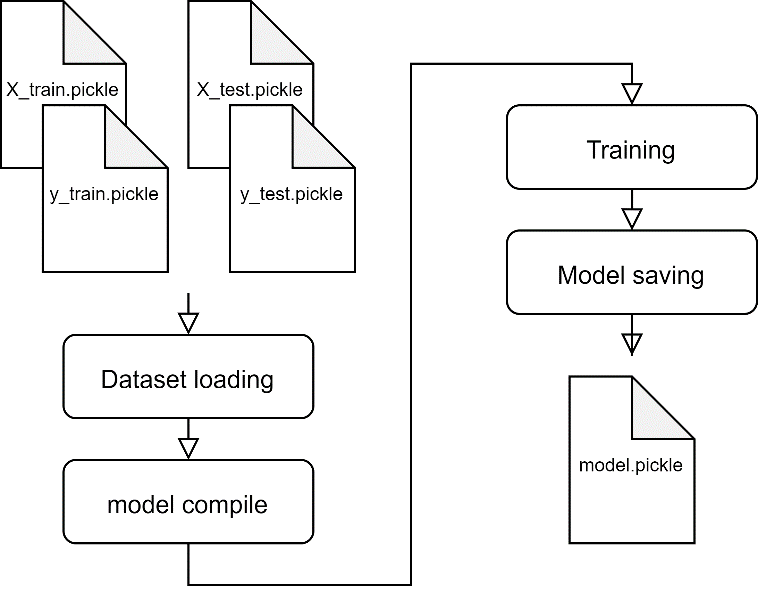 X_train.pickle
X_test.pickle
y_train.pickle
y_test.pickle
Dataset loading
model compile
Training
Model saving
model.pickle